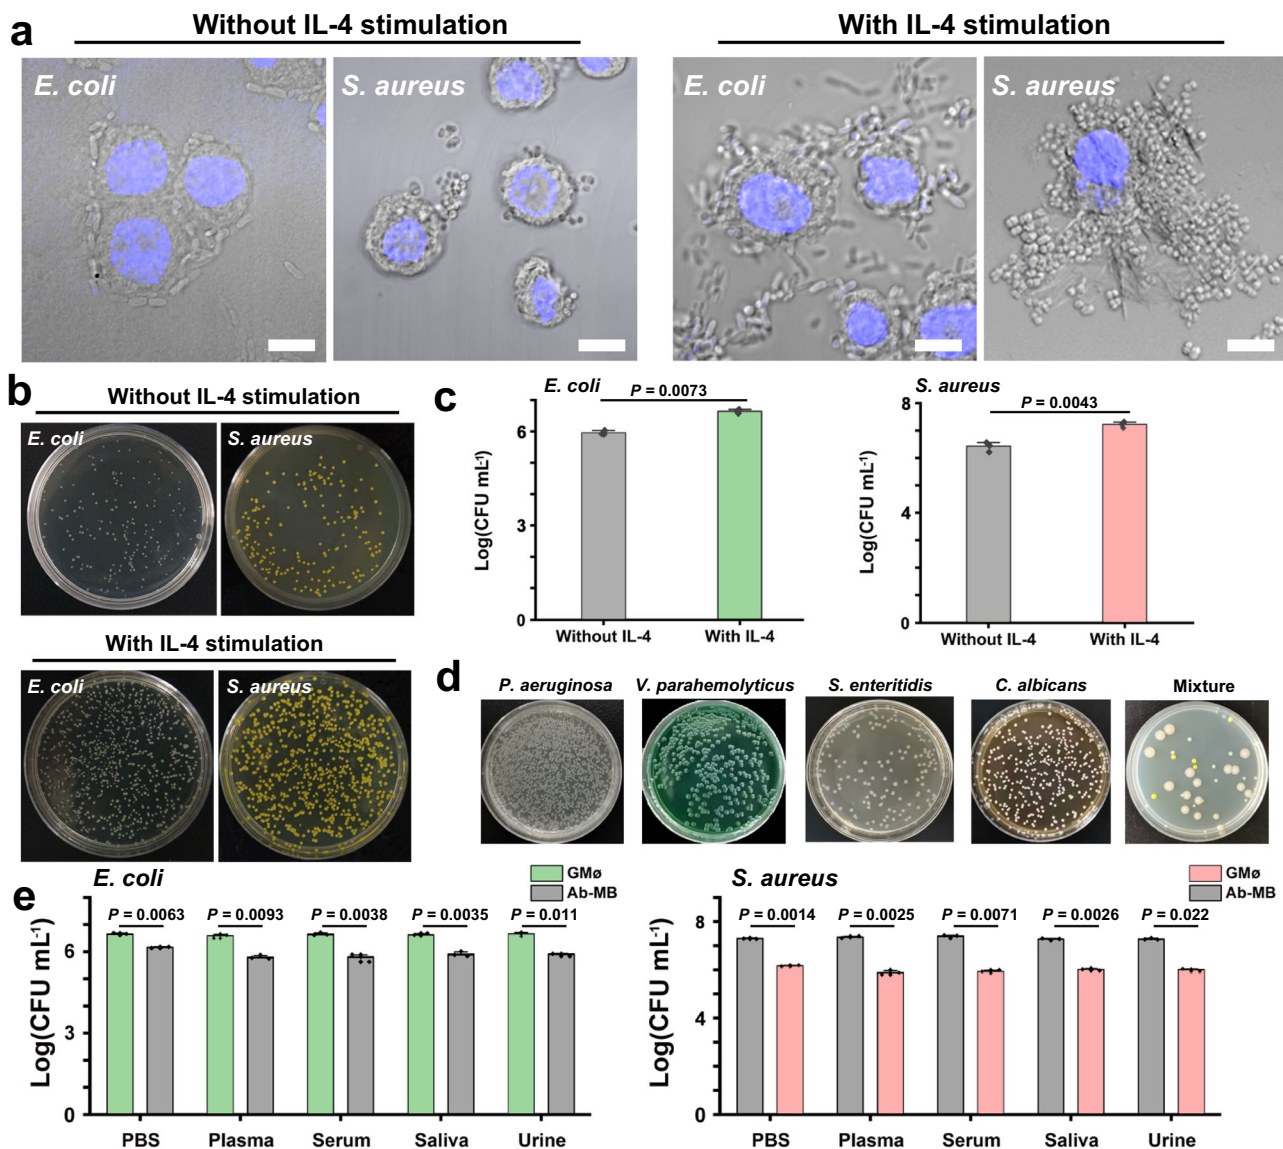 a
Without IL-4 stimulation
With IL-4 stimulation
E. coli
S. aureus
E. coli
S. aureus
b
Without IL-4 stimulation
E. coli
S. aureus
With IL-4 stimulation
E. coli
S. aureus
c
E. coli
P = 0.0073
Log(CFU mL-1)
6
3
0
Without IL-4
With IL-4
S. aureus
P = 0.0043
Log(CFU mL-1)
8
4
0
Without IL-4
With IL-4
d
P. aeruginosa
V. parahemolyticus
S. enteritidis
C. albicans
Mixture
e
E. coli
GMø
Ab-MB
P = 0.0063
P = 0.0093
P = 0.0038
P = 0.0035
P = 0.011
Log(CFU mL-1)
6
3
0
PBS
Plasma
Serum
Saliva
Urine
S. aureus
GMø
Ab-MB
P = 0.0014
P = 0.0025
P = 0.0071
P = 0.0026
P = 0.022
Log(CFU mL-1)
8
4
0
PBS
Plasma
Serum
Saliva
Urine